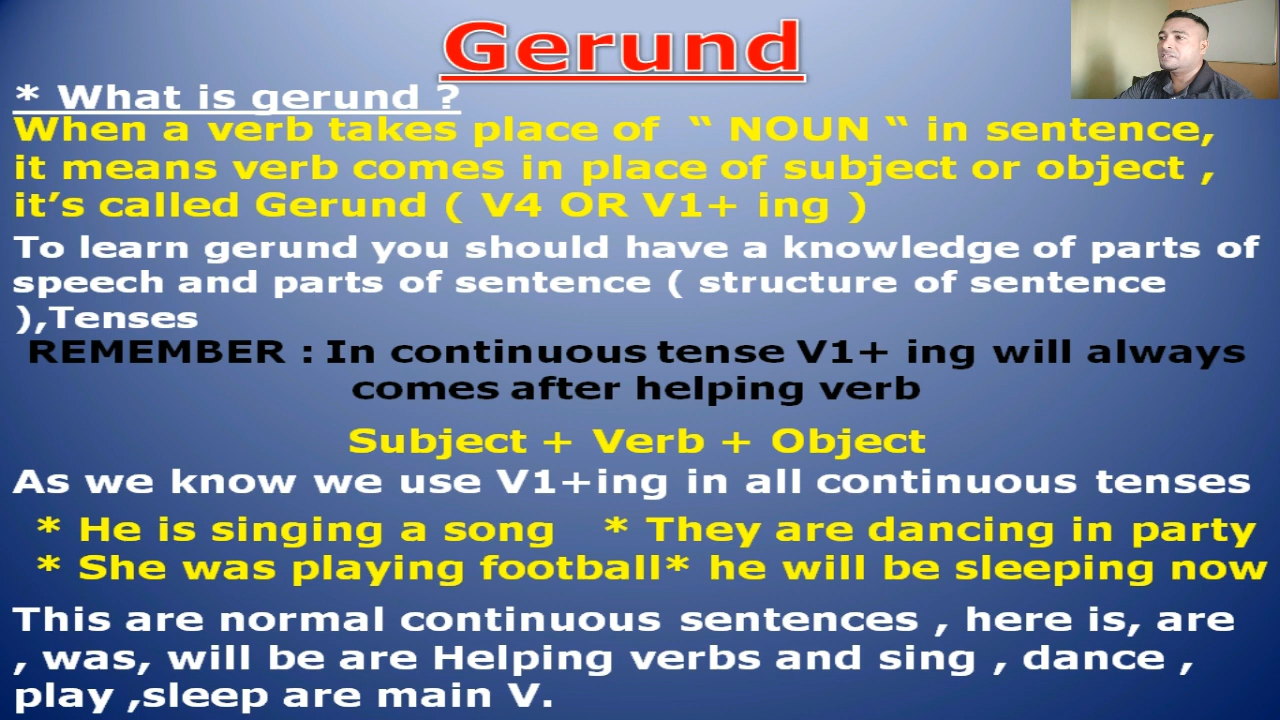 Gerund
* What is gerund ?
When a verb takes place of “ NOUN “ in sentence,
it means verb comes in place of subject or object ,
it’s called Gerund ( V4 OR V1+ ing )
To learn gerund you should have a knowledge of parts of
speech and parts of sentence ( structure of sentence
),Tenses
REMEMBER : In continuous tense V1+ ing will always
comes after helping verb
Subject + Verb + Object
As we know we use V1+ing in all continuous tenses
* He is singing a song * They are dancing in party
* She was playing football* he will be sleeping now
This are normal continuous sentences , here is, are
, was, will be are Helping verbs and sing , dance ,
play ,sleep are main V.